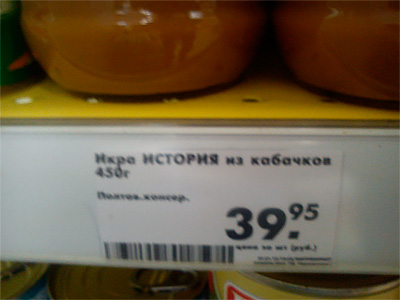 Икра ИСТОРИЯ из кабачков
450г
Полтав.консер.
39.95
цена за шт (руб.)